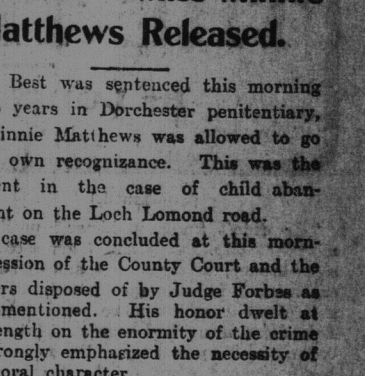 atthews Released.
Best was sentenced this morning
years in Dorchester penitentiary,
innie Matthews was allowed to go
own recognizance. This was the
nt in the case of child aban-
nt on the Loch Lomond road.
case was concluded at this morn-
ession of the County Court and the
rs disposed of by Judge Forbes as
mentioned. His honor dwelt at
ength on the enormity of the crime
rongly emphasized the necessity of
oral character